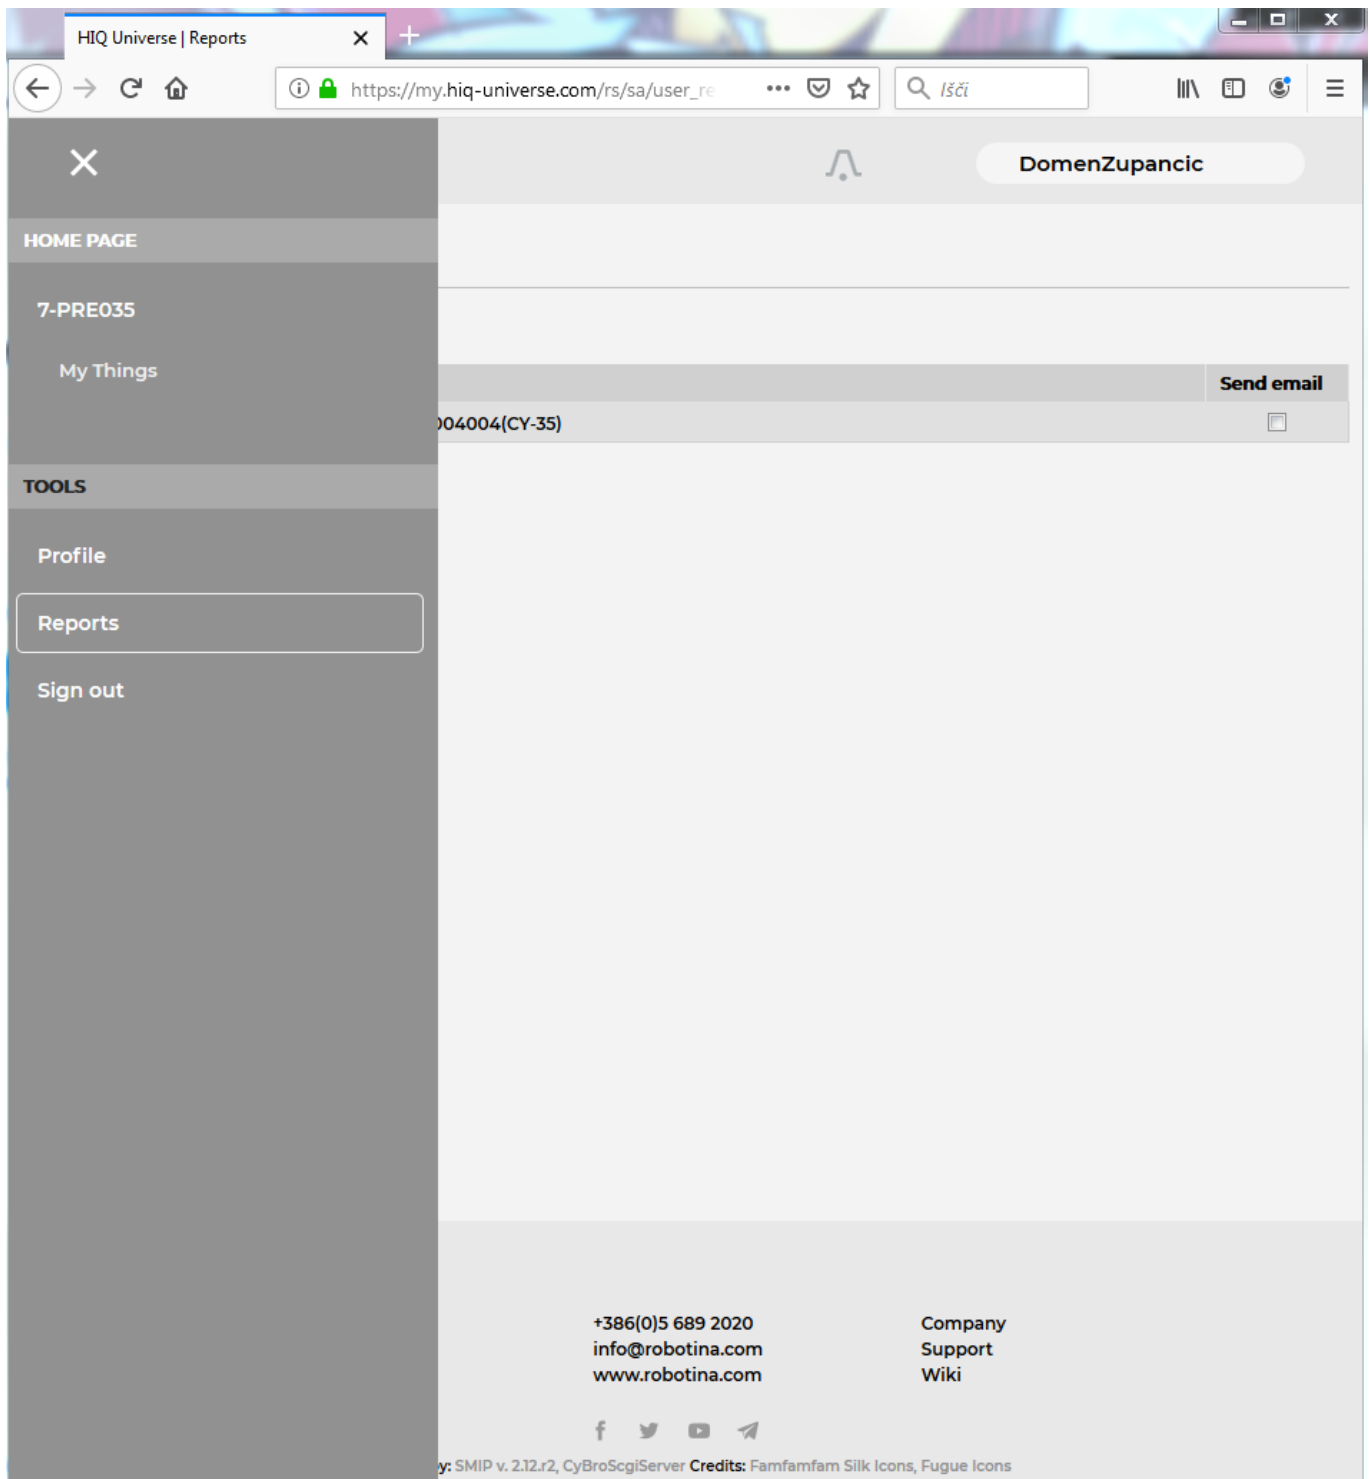 HIQ Universe | Reports
https://my.hiq-universe.com/rs/sa/user_re
Išči
DomenZupancic
HOME PAGE
7-PRE035
My Things
Send email
004004(CY-35)
TOOLS
Profile
Reports
Sign out
+386(0)5 689 2020
info@robotina.com
www.robotina.com
Company
Support
Wiki
y: SMIP v. 2.12.r2, CyBroScgiServer Credits: Famfamfam Silk Icons, Fugue Icons